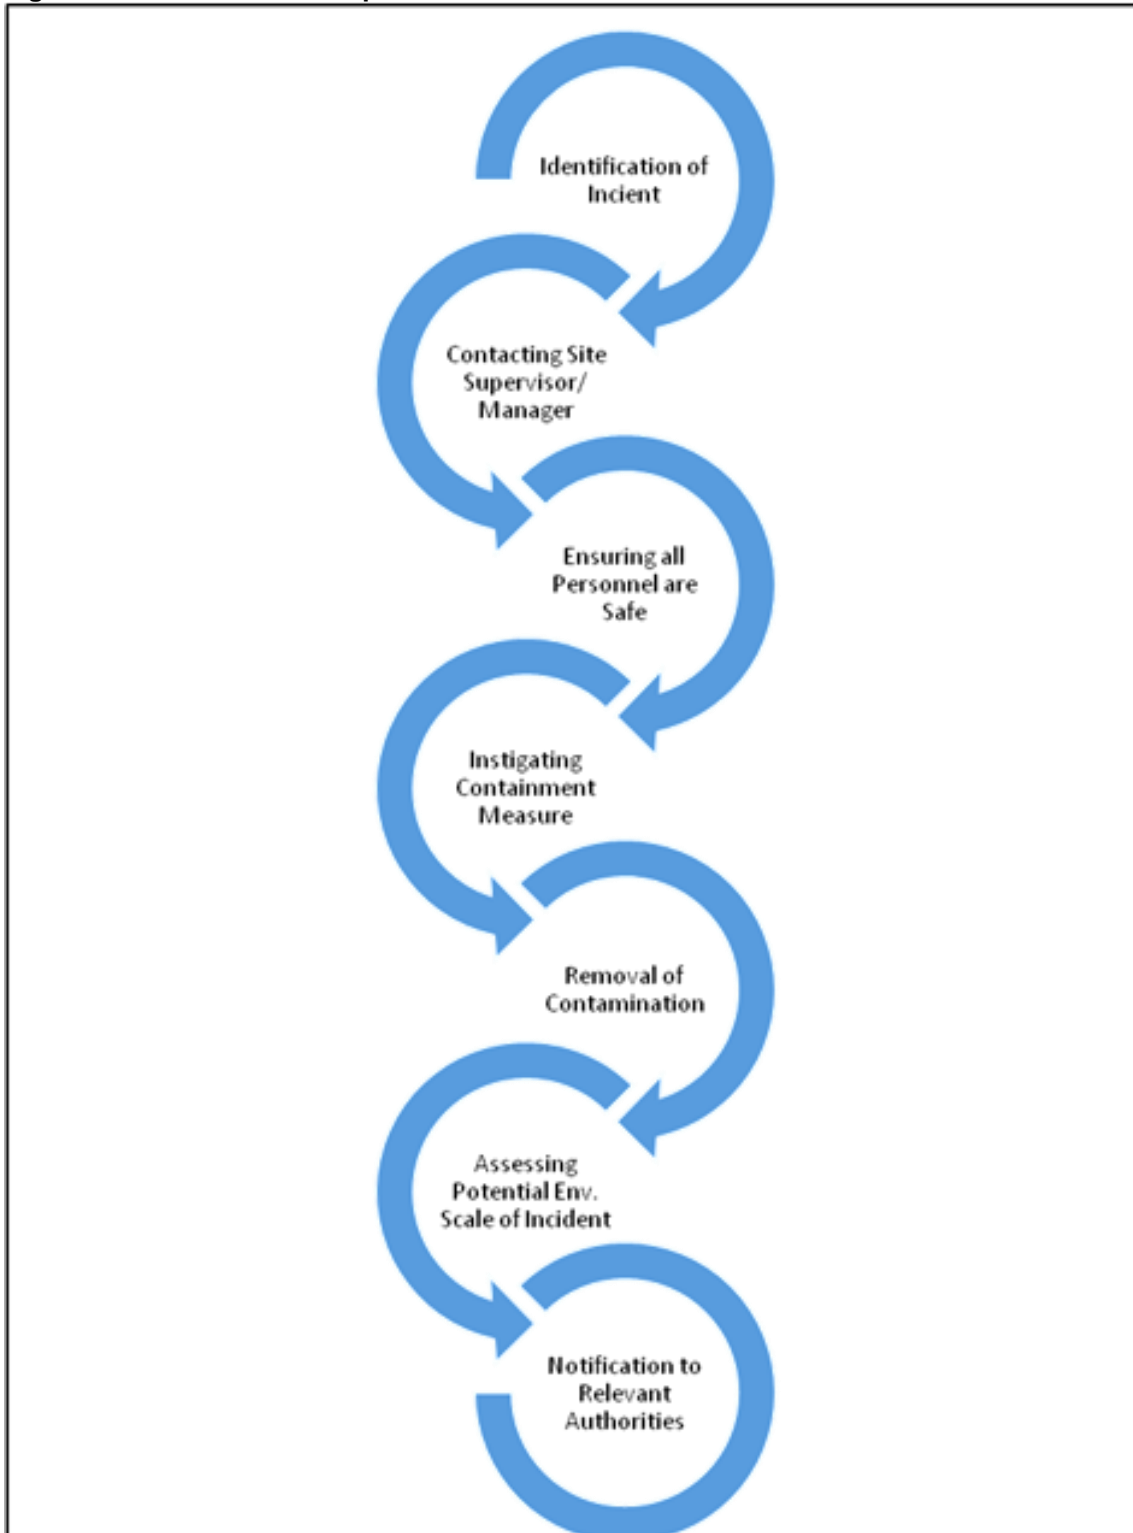 Identification of
Incient
Contacting Site
Supervisor/
Manager
Ensuring all
Personnel are
Safe
Instigating
Containment
Measure
Removal of
Contamination
Assessing
Potential Env.
Scale of Incident
Notification to
Relevant
Authorities